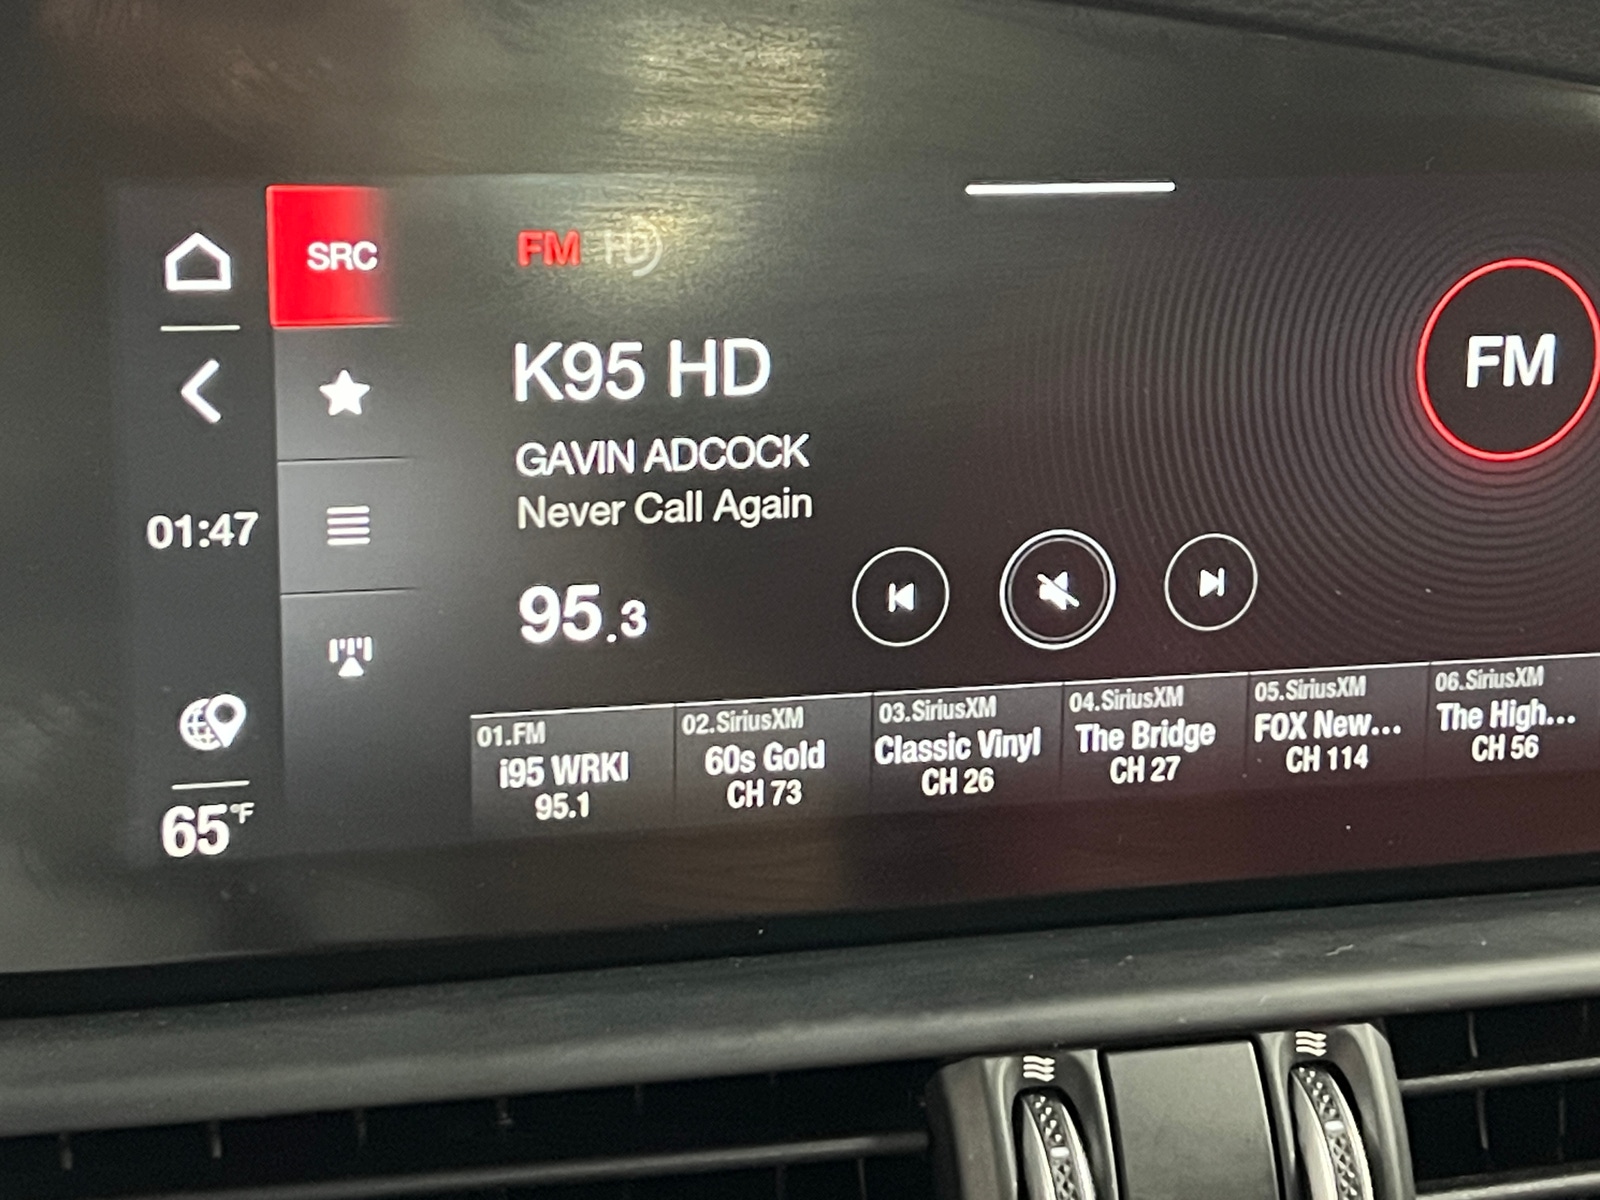 SRC
FM HD
K95 HD
GAVIN ADCOCK
Never Call Again
FM
01:47
95.3
01.FM
i95 WRKI
95.1
02.SiriusXM
60s Gold
CH 73
03.SiriusXM
Classic Vinyl
CH 26
04.SiriusXM
The Bridge
CH 27
05.SiriusXM
FOX New...
CH 114
06.SiriusXM
The High...
CH 56
65°F